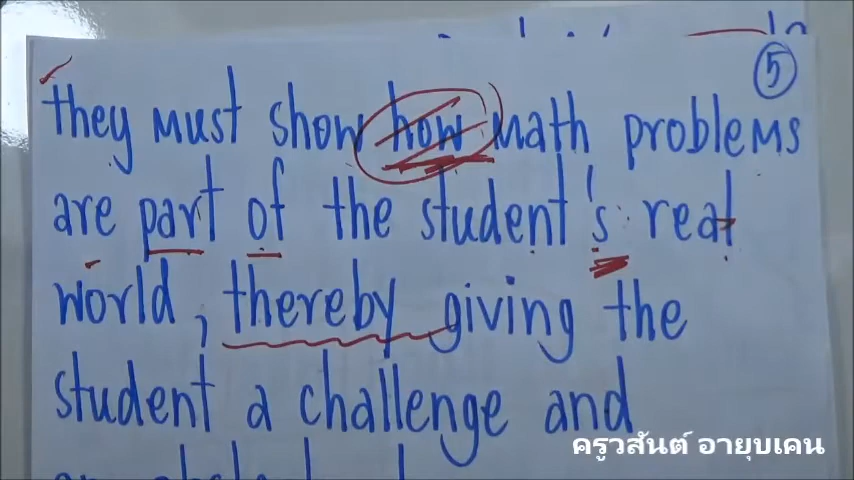 5
they must show how math problems
are part of the student's real
world, thereby giving the
student a challenge and
ครูวสันต์ อายุบเคน